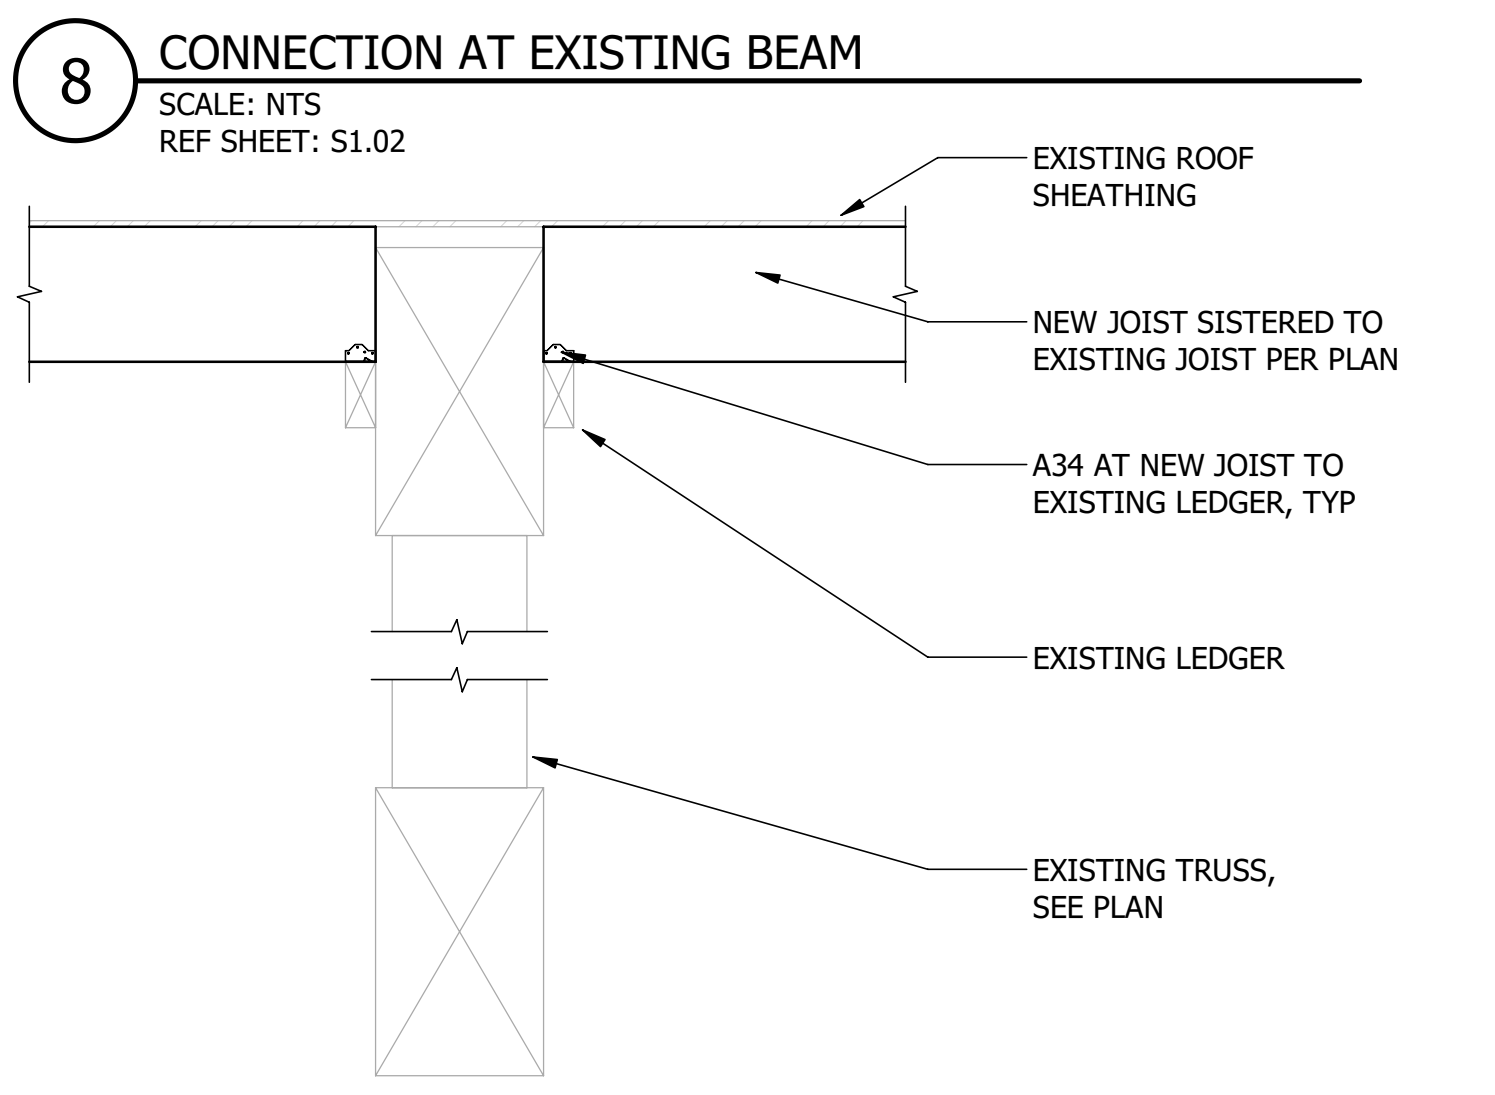 8
CONNECTION AT EXISTING BEAM
SCALE: NTS
REF SHEET: S1.02
EXISTING ROOF
SHEATHING
NEW JOIST SISTERED TO
EXISTING JOIST PER PLAN
A34 AT NEW JOIST TO
EXISTING LEDGER, TYP
EXISTING LEDGER
EXISTING TRUSS,
SEE PLAN